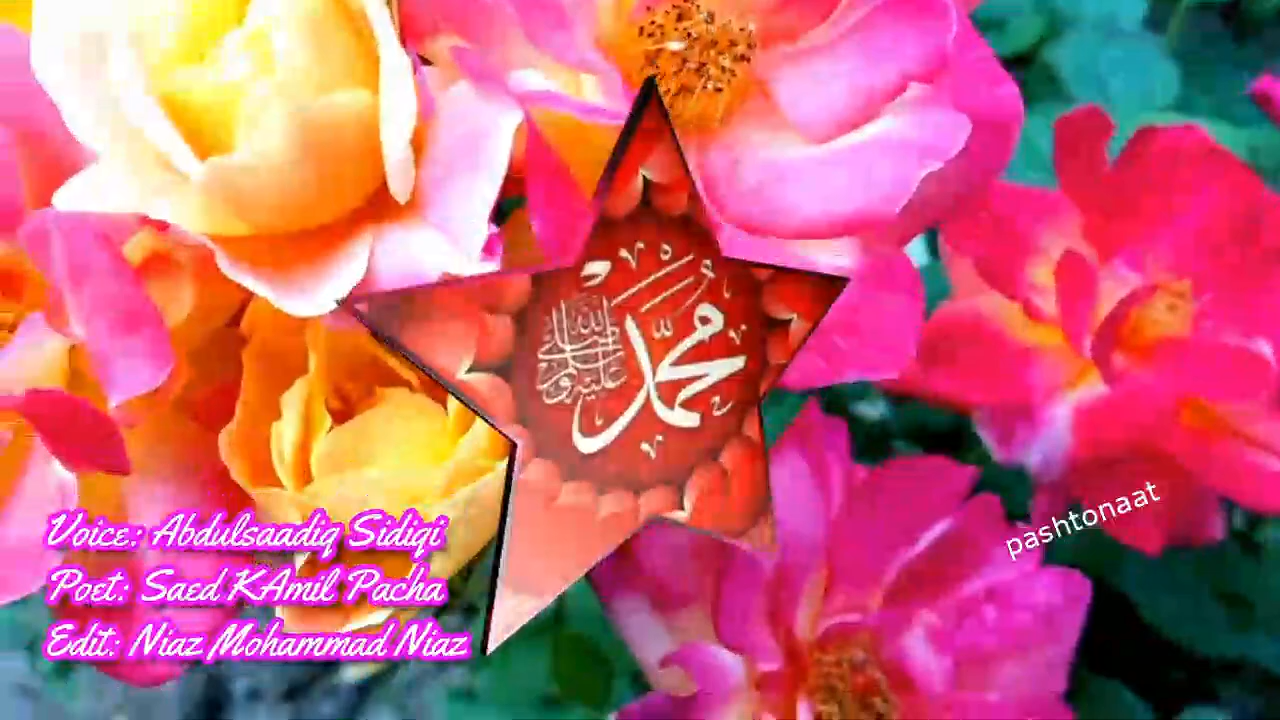 محمد
صلى الله
عليه وسلم
pashtonaat
Voice: Abdulsaadiq Sidiqi
Poet: Saed KAmil Pacha
Edit: Niaz Mohammad Niaz